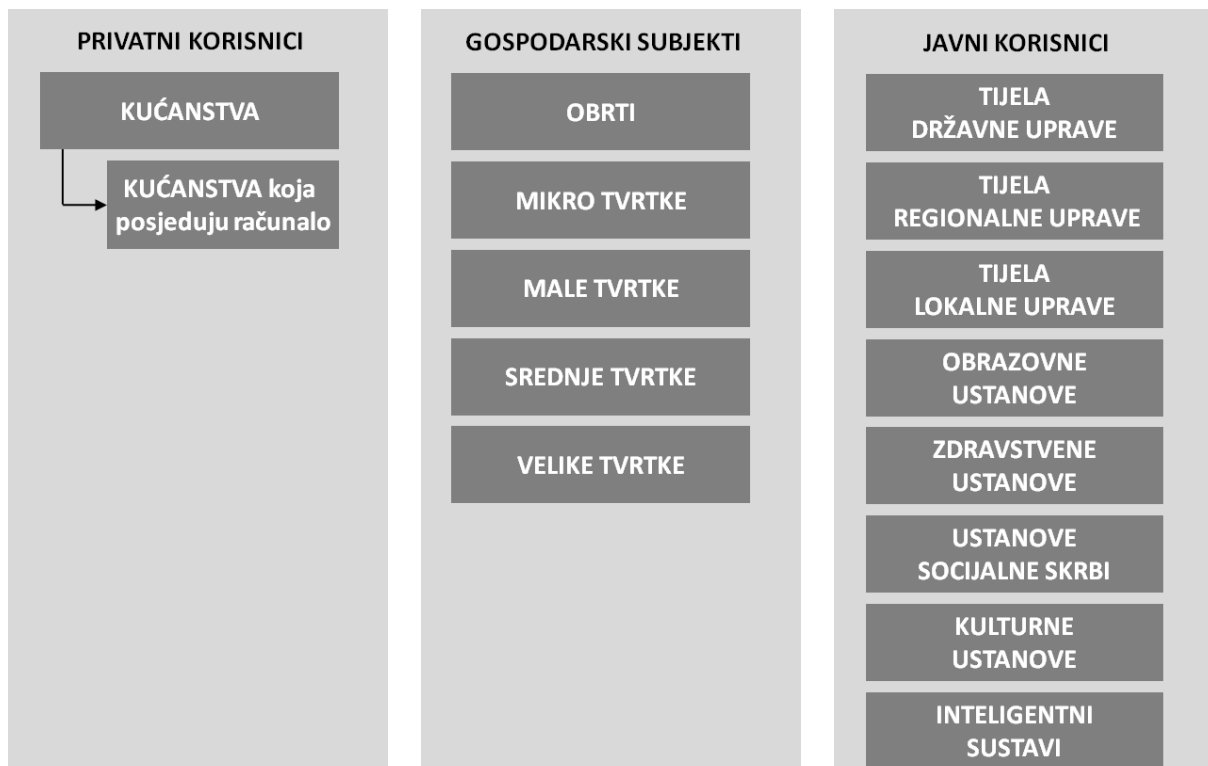 PRIVATNI KORISNICI
KUĆANSTVA
KUĆANSTVA koja
posjeduju računalo
GOSPODARSKI SUBJEKTI
OBRTI
MIKRO TVRTKE
MALE TVRTKE
SREDNJE TVRTKE
VELIKE TVRTKE
JAVNI KORISNICI
TIJELA
DRŽAVNE UPRAVE
TIJELA
REGIONALNE UPRAVE
TIJELA
LOKALNE UPRAVE
OBRAZOVNE
USTANOVE
ZDRAVSTVENE
USTANOVE
USTANOVE
SOCIJALNE SKRBI
KULTURNE
USTANOVE
INTELIGENTNI
SUSTAVI